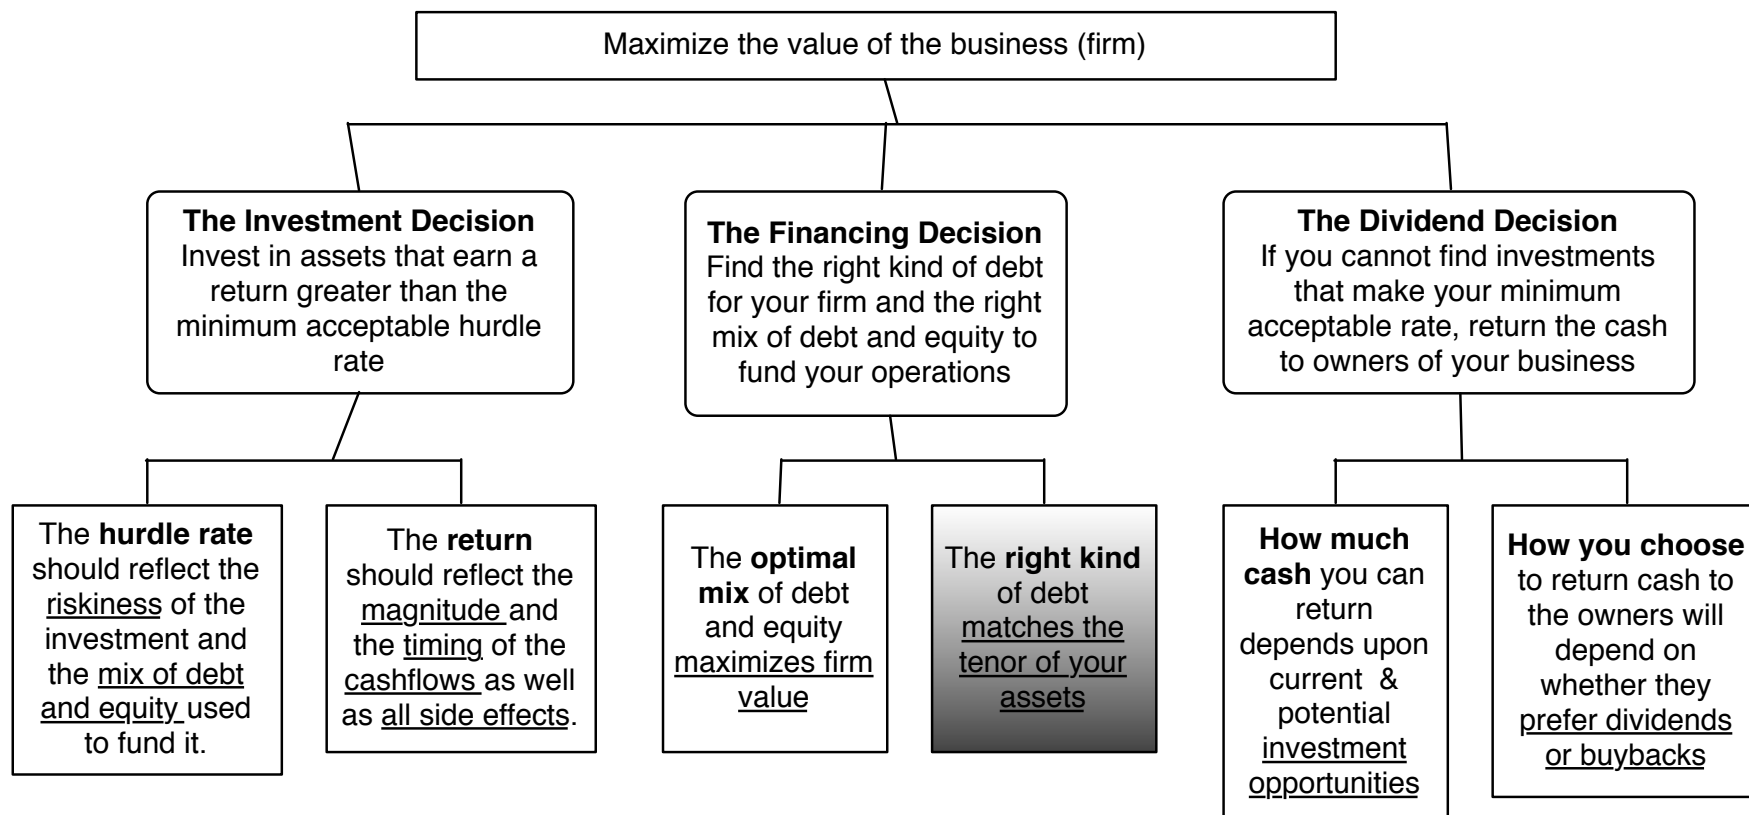 Maximize the value of the business (firm)
The Investment Decision
Invest in assets that earn a
return greater than the
minimum acceptable hurdle
rate
The Financing Decision
Find the right kind of debt
for your firm and the right
mix of debt and equity to
fund your operations
The Dividend Decision
If you cannot find investments
that make your minimum
acceptable rate, return the cash
to owners of your business
The hurdle rate
should reflect the
riskiness of the
investment and
the mix of debt
and equity used
to fund it.
The return
should reflect the
magnitude and
the timing of the
cashflows as well
as all side effects.
The optimal
mix of debt
and equity
maximizes firm
value
The right kind
of debt
matches the
tenor of your
assets
How much
cash you can
return
depends upon
current & 
potential
investment
opportunities
How you choose
to return cash to
the owners will
depend on
whether they
prefer dividends
or buybacks